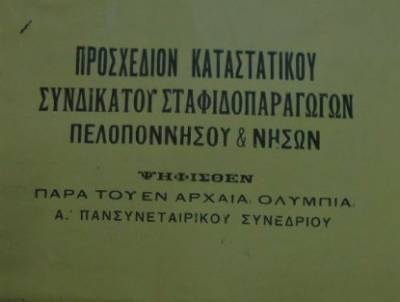 ΠΡΟΣΧΕΔΙΟΝ ΚΑΤΑΣΤΑΤΙΚΟΥ
ΣΥΝΔΙΚΑΤΟΥ ΣΤΑΦΙΔΟΠΑΡΑΓΩΓΩΝ
ΠΕΛΟΠΟΝΝΗΣΟΥ & ΝΗΣΩΝ
ΨΗΦΙΣΘΕΝ
ΠΑΡΑ ΤΟΥ ΕΝ ΑΡΧΑΙΑ, ΟΛΥΜΠΙΑ,
Α.' ΠΑΝΣΥΝΕΤΑΙΡΙΚΟΥ ΣΥΝΕΔΡΙΟΥ